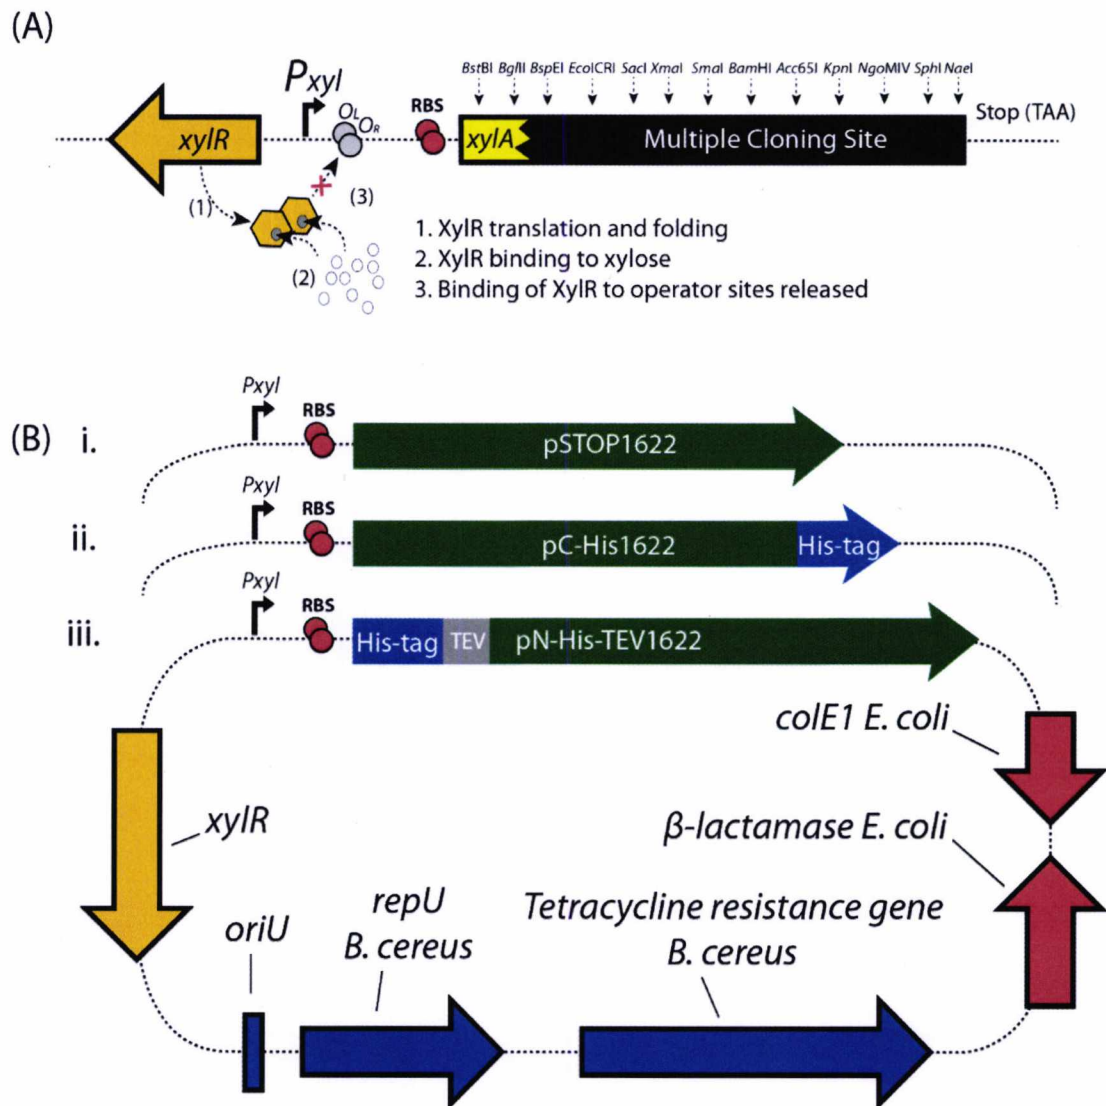 (A)
BstBI BglII BspEI EcoICRI SacI XmaI SmaI BamHI Acc65I KpnI NgoMIV SphI NaeI
Pxyl
OL OR
RBS
Stop (TAA)
xylR
xylA
Multiple Cloning Site
(1)
(3)
(2)
1. XylR translation and folding
2. XylR binding to xylose
3. Binding of XylR to operator sites released
(B)
i.
Pxyl
RBS
pSTOP1622
ii.
Pxyl
RBS
pC-His1622
His-tag
iii.
Pxyl
RBS
His-tag
TEV
pN-His-TEV1622
colE1 E. coli
xylR
β-lactamase E. coli
oriU
repU
B. cereus
Tetracycline resistance gene
B. cereus